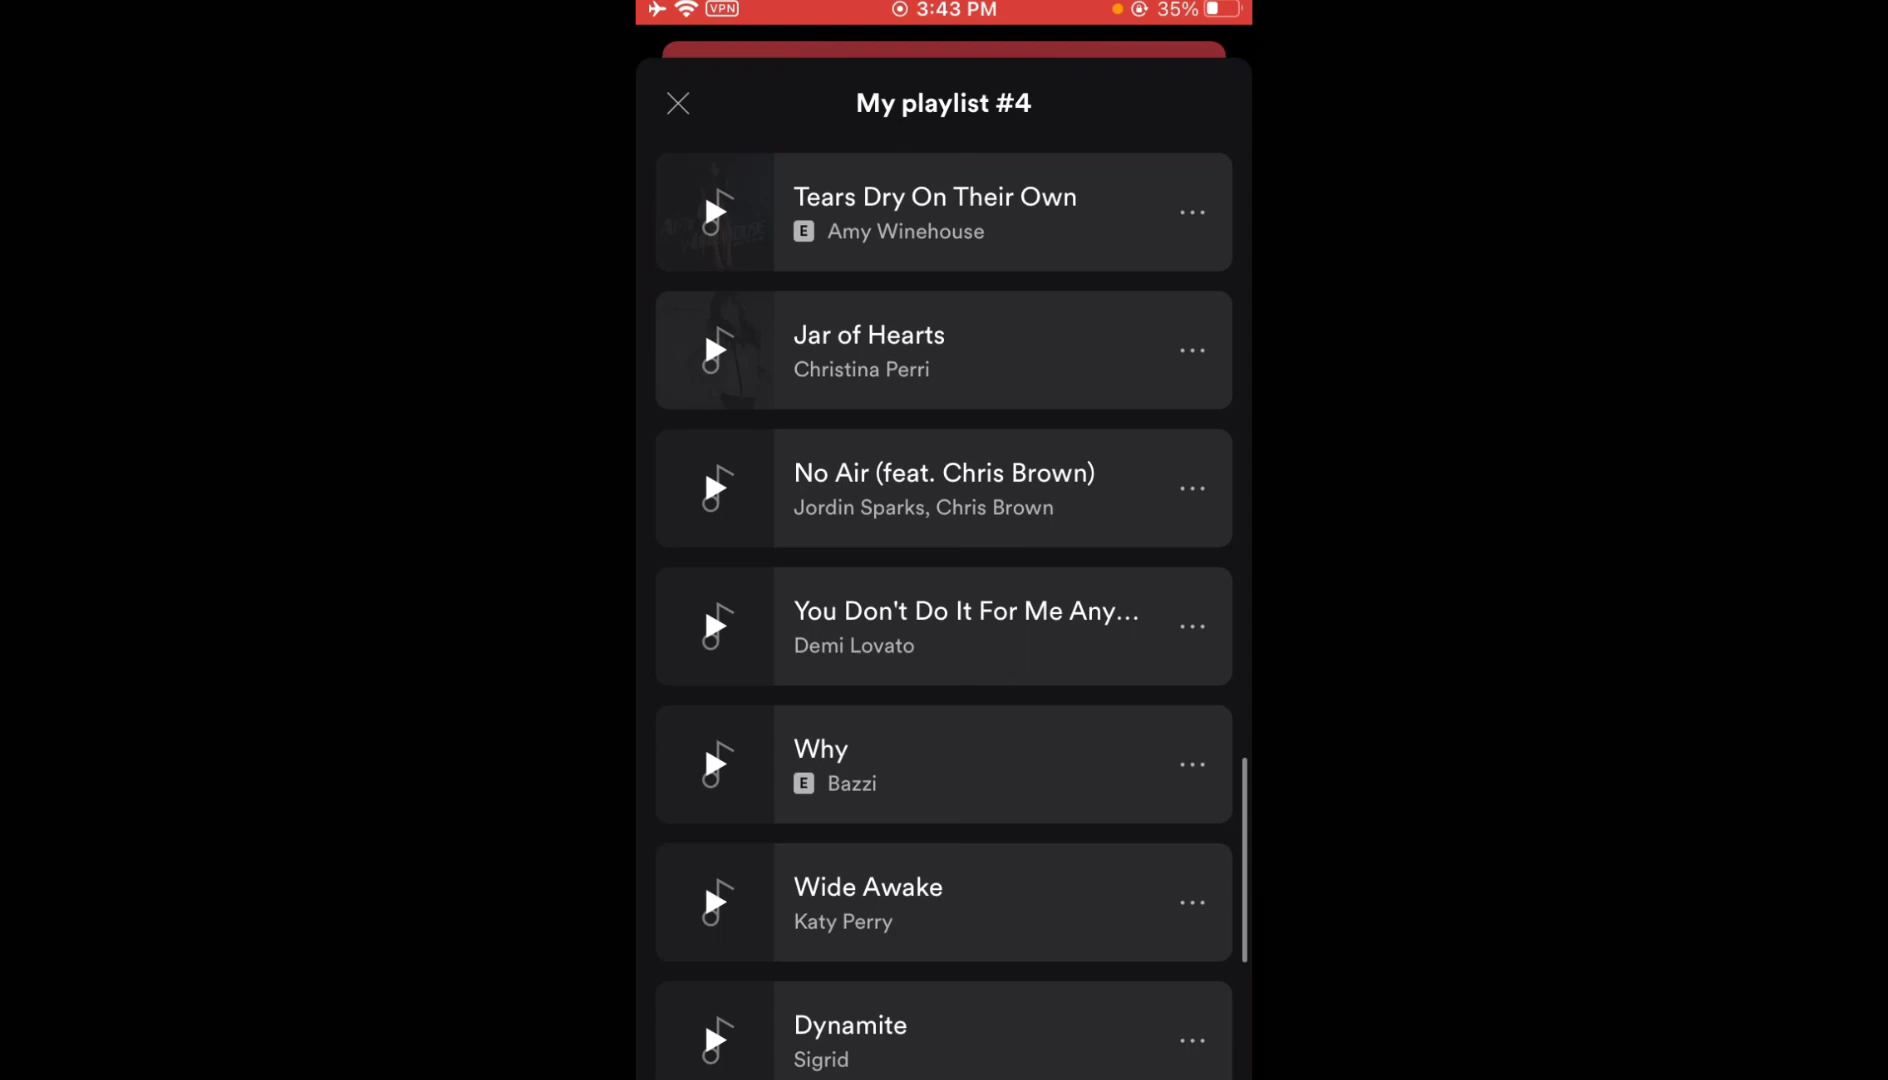 VPN 3:43 PM 35%
My playlist #4
Tears Dry On Their Own
E Amy Winehouse
Jar of Hearts
Christina Perri
No Air (feat. Chris Brown)
Jordin Sparks, Chris Brown
You Don't Do It For Me Any...
Demi Lovato
Why
E Bazzi
Wide Awake
Katy Perry
Dynamite
Sigrid